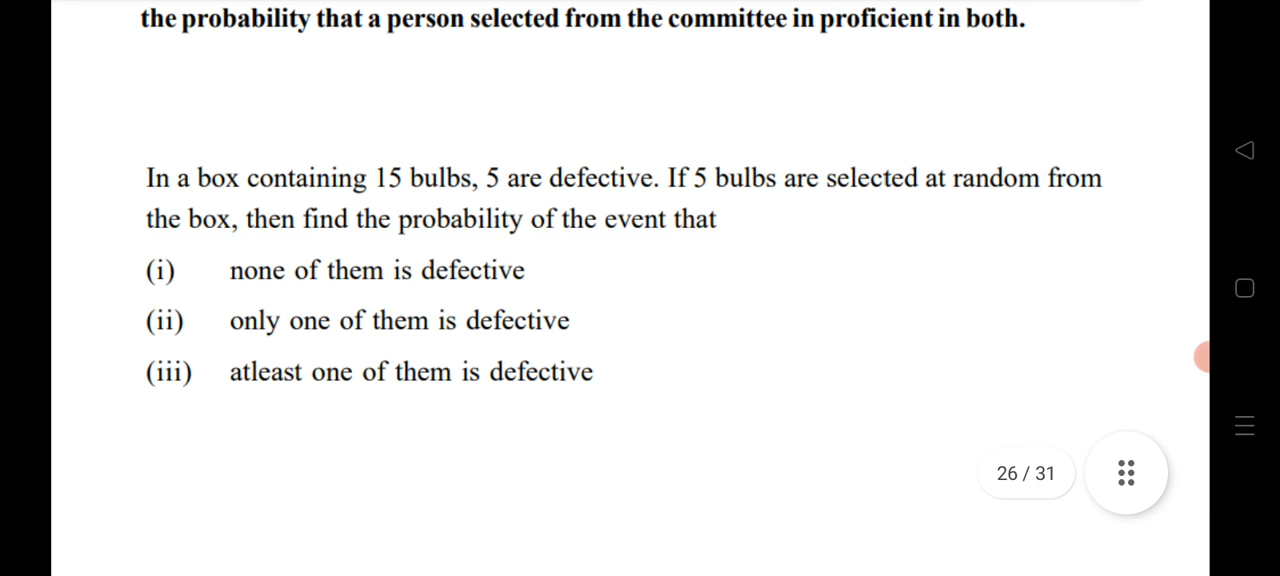 the probability that a person selected from the committee in proficient in both.
In a box containing 15 bulbs, 5 are defective. If 5 bulbs are selected at random from
the box, then find the probability of the event that
(i) none of them is defective
(ii) only one of them is defective
(iii) atleast one of them is defective
26 / 31